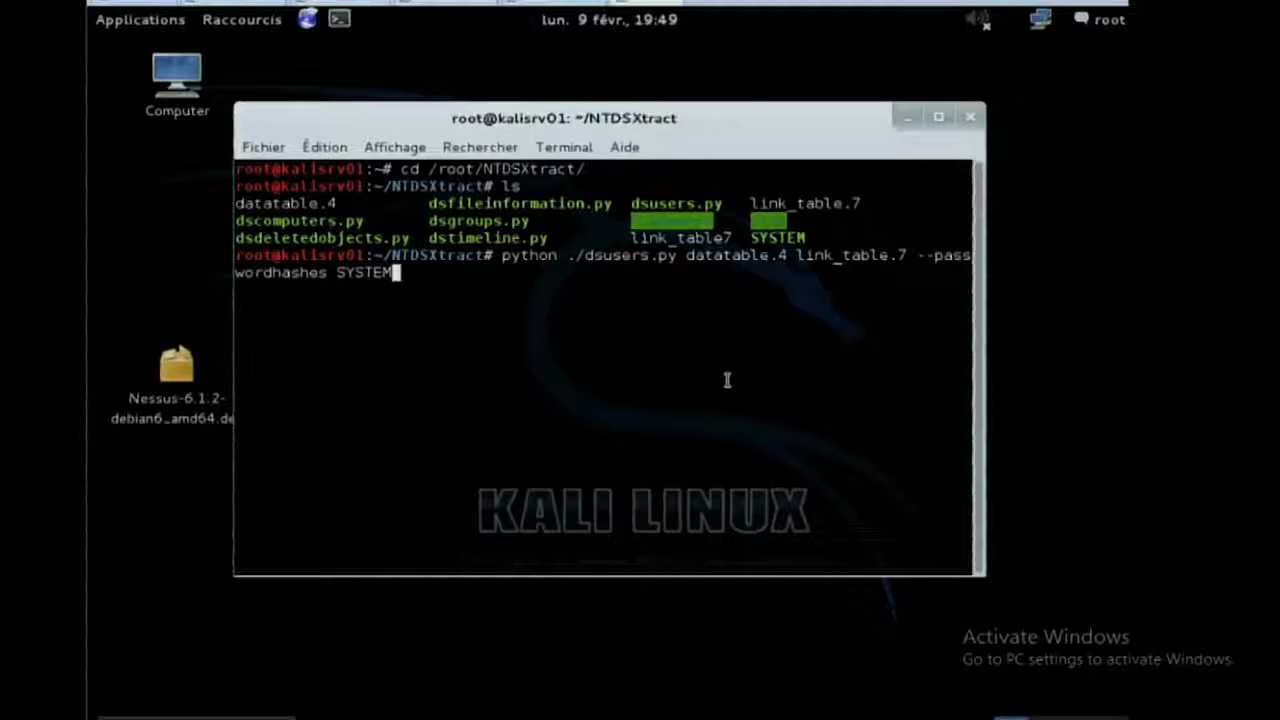 Applications Raccourcis lun. 9 févr., 19:49 root
Computer
root@kalisrv01: ~/NTDSXtract
Fichier Édition Affichage Rechercher Terminal Aide
root@kalisrv01:~# cd /root/NTDSXtract/
root@kalisrv01:~/NTDSXtract# ls
datatable.4 dsfileinformation.py dsusers.py link_table.7
dscomputers.py dsgroups.py
dsdeletedobjects.py dstimeline.py link_table7 SYSTEM
root@kalisrv01:~/NTDSXtract# python ./dsusers.py datatable.4 link_table.7 --pass
wordhashes SYSTEM
Nessus-6.1.2-
debian6_amd64.de
KALI LINUX
Activate Windows
Go to PC settings to activate Windows.